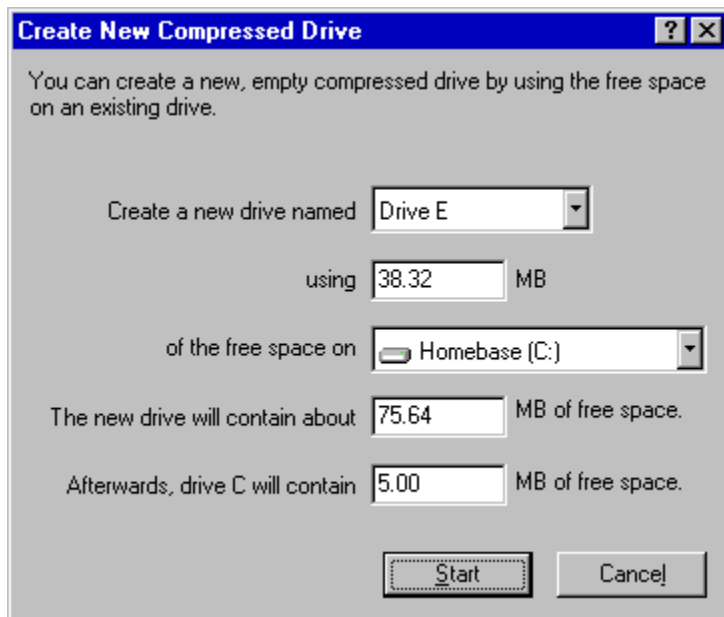 Create New Compressed Drive
You can create a new, empty compressed drive by using the free space
on an existing drive.
Create a new drive named Drive E
using 38.32 MB
of the free space on Homebase (C:)
The new drive will contain about 75.64 MB of free space.
Afterwards, drive C will contain 5.00 MB of free space.
Start Cancel